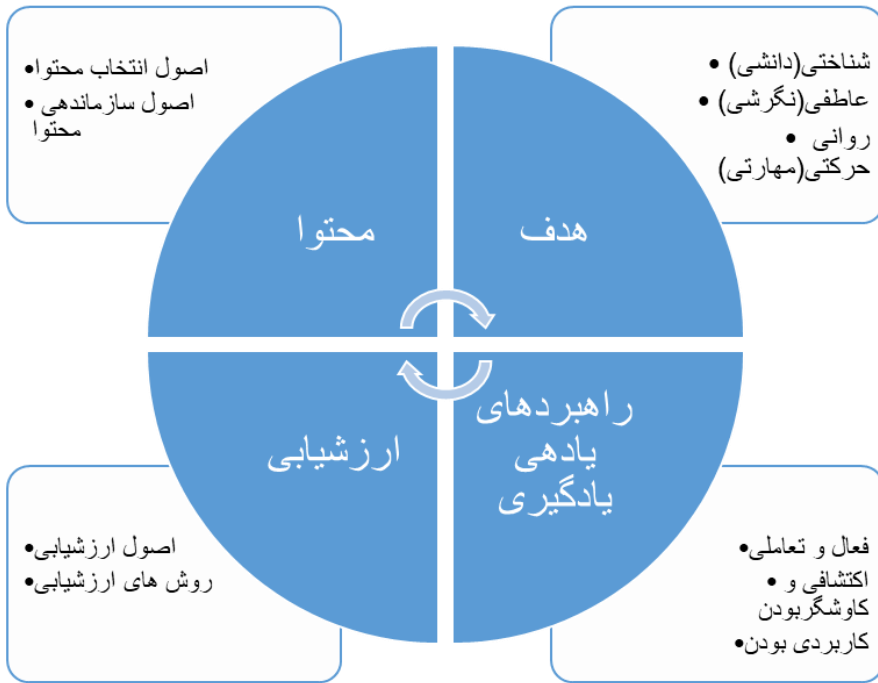 شناختی(دانشی) •
عاطفی(نگرشی) •
روانی •
حرکتی(مهارتی)
هدف
اصول انتخاب محتوا•
اصول سازماندهی •
محتوا
محتوا
راهبردهای
یادهی
یادگیری
فعال و تعاملی•
اکتشافی و •
کاوشگربودن
کاربردی بودن•
ارزشیابی
اصول ارزشیابی•
روش های ارزشیابی•